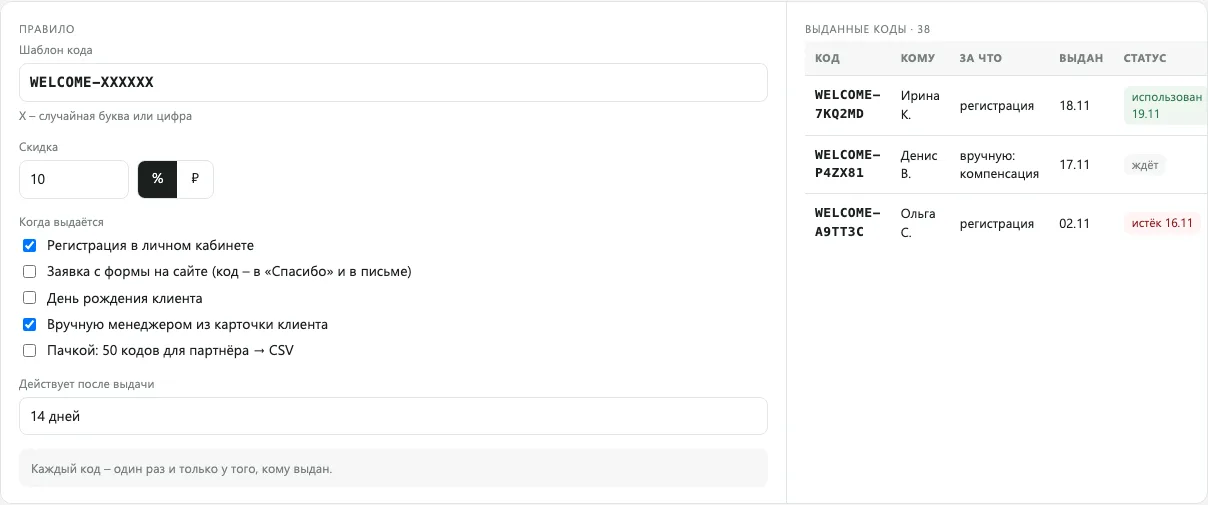 ПРАВИЛО
Шаблон кода
WELCOME-XXXXXX
X – случайная буква или цифра
Скидка
10
%
₽
Когда выдаётся
Регистрация в личном кабинете
Заявка с формы на сайте (код – в «Спасибо» и в письме)
День рождения клиента
Вручную менеджером из карточки клиента
Пачкой: 50 кодов для партнёра → CSV
Действует после выдачи
14 дней
Каждый код – один раз и только у того, кому выдан.
ВЫДАННЫЕ КОДЫ · 38
КОД КОМУ ЗА ЧТО ВЫДАН СТАТУС
WELCOME-
7KQ2MD
Ирина
К.
регистрация
18.11
использован
19.11
WELCOME-
P4ZX81
Денис
В.
вручную:
компенсация
17.11
ждёт
WELCOME-
A9TT3C
Ольга
С.
регистрация
02.11
истёк 16.11